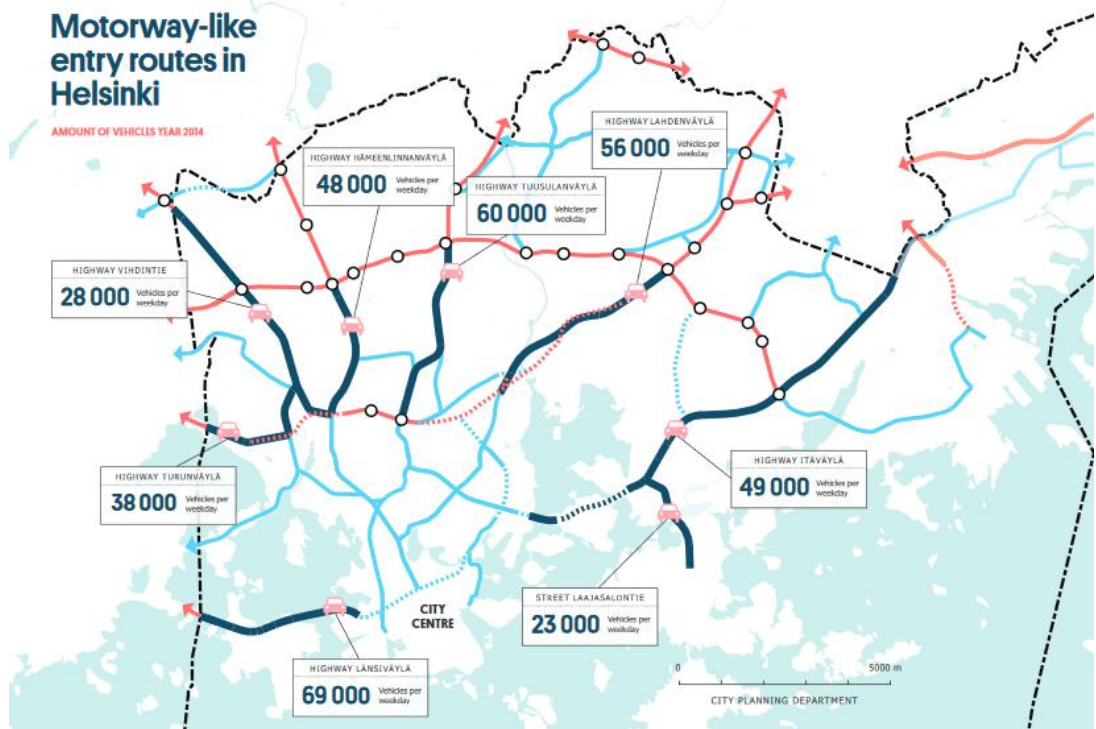 Motorway-like
entry routes in
Helsinki
AMOUNT OF VEHICLES YEAR 2014
HIGHWAY LAHDENVÄYLÄ
56 000 Vehicles per
weekday
HIGHWAY HÄMEENLINNANVÄYLÄ
48 000 Vehicles per
weekday
HIGHWAY TUUSULANVÄYLÄ
60 000 Vehicles per
weekday
HIGHWAY VIHDINTIE
28 000 Vehicles per
weekday
HIGHWAY TURUNVÄYLÄ
38 000 Vehicles per
weekday
HIGHWAY ITÄVÄYLÄ
49 000 Vehicles per
weekday
STREET LAAJASALONTIE
23 000 Vehicles per
weekday
CITY
CENTRE
HIGHWAY LÄNSIVÄYLÄ
69 000 Vehicles per
weekday
0 5000 m
CITY PLANNING DEPARTMENT